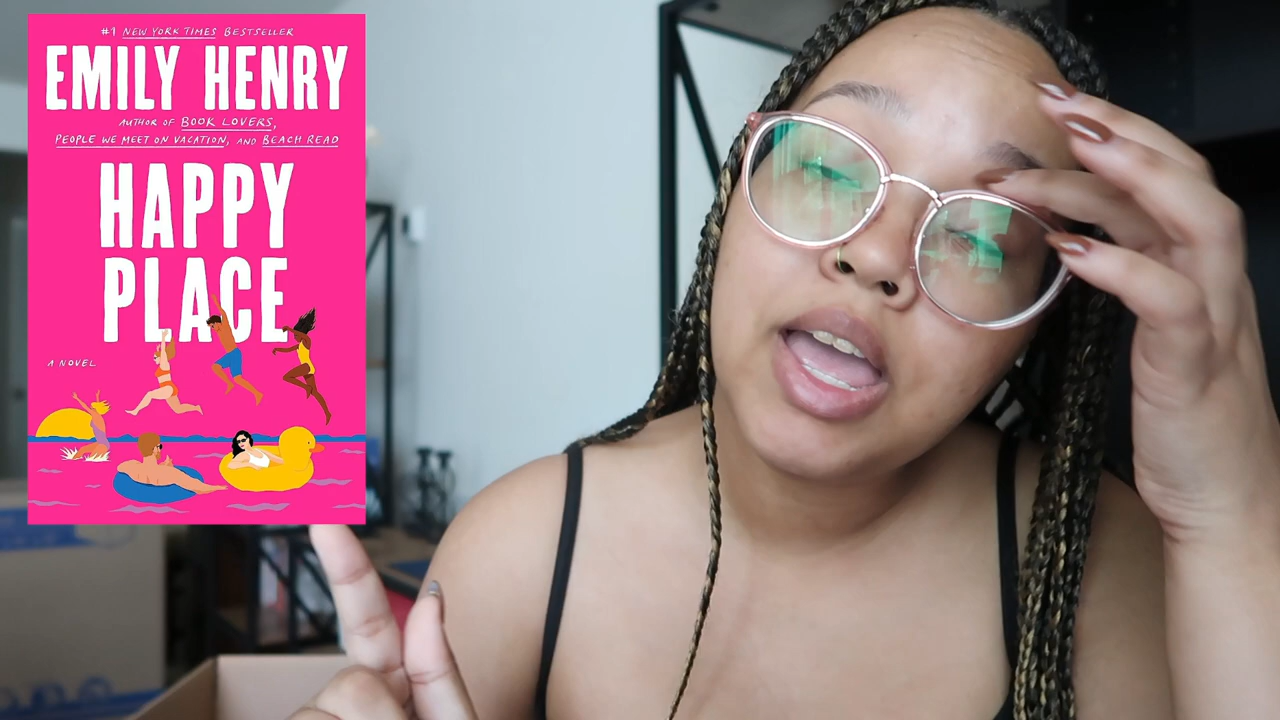 #1 NEW YORK TIMES BESTSELLER
EMILY HENRY
AUTHOR OF BOOK LOVERS,
PEOPLE WE MEET ON VACATION, AND BEACH READ
HAPPY
PLACE
A NOVEL